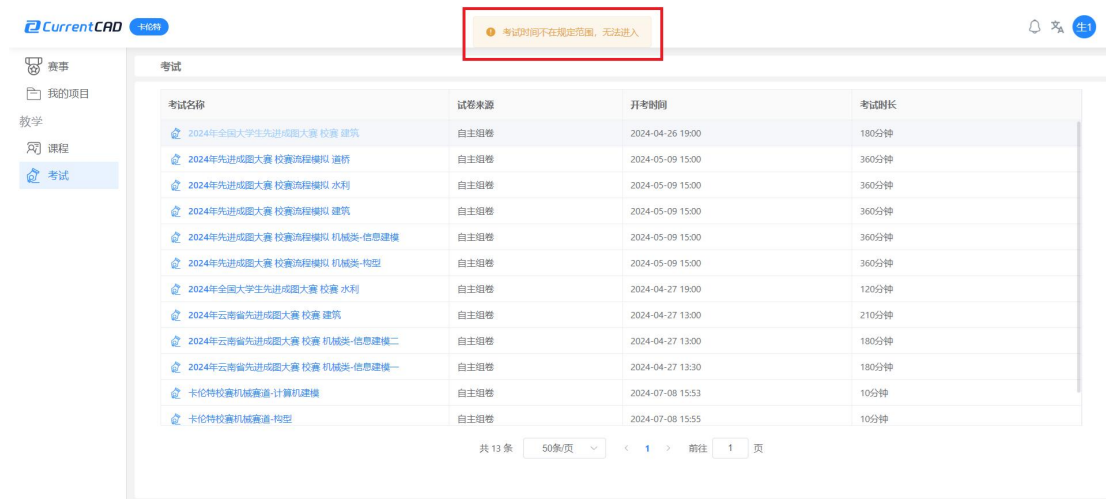 CurrentCAD 卡伦特
考试时间不在规定范围,无法进入
生1
赛事
我的项目
教学
课程
考试
考试
考试名称 试卷来源 开考时间 考试时长
2024年全国大学生先进成图大赛 校赛 建筑 自主组卷 2024-04-26 19:00 180分钟
2024年先进成图大赛 校赛流程模拟 道桥 自主组卷 2024-05-09 15:00 360分钟
2024年先进成图大赛 校赛流程模拟 水利 自主组卷 2024-05-09 15:00 360分钟
2024年先进成图大赛 校赛流程模拟 建筑 自主组卷 2024-05-09 15:00 360分钟
2024年先进成图大赛 校赛流程模拟 机械类-信息建模 自主组卷 2024-05-09 15:00 360分钟
2024年先进成图大赛 校赛流程模拟 机械类-构型 自主组卷 2024-05-09 15:00 360分钟
2024年全国大学生先进成图大赛 校赛 水利 自主组卷 2024-04-27 19:00 120分钟
2024年云南省先进成图大赛 校赛 建筑 自主组卷 2024-04-27 13:00 210分钟
2024年云南省先进成图大赛 校赛 机械类-信息建模二 自主组卷 2024-04-27 13:00 180分钟
2024年云南省先进成图大赛 校赛 机械类-信息建模一 自主组卷 2024-04-27 13:30 180分钟
卡伦特校赛机械赛道-计算机建模 自主组卷 2024-07-08 15:53 10分钟
卡伦特校赛机械赛道-构型 自主组卷 2024-07-08 15:55 10分钟
共 13 条 50条/页 1 前往 1 页